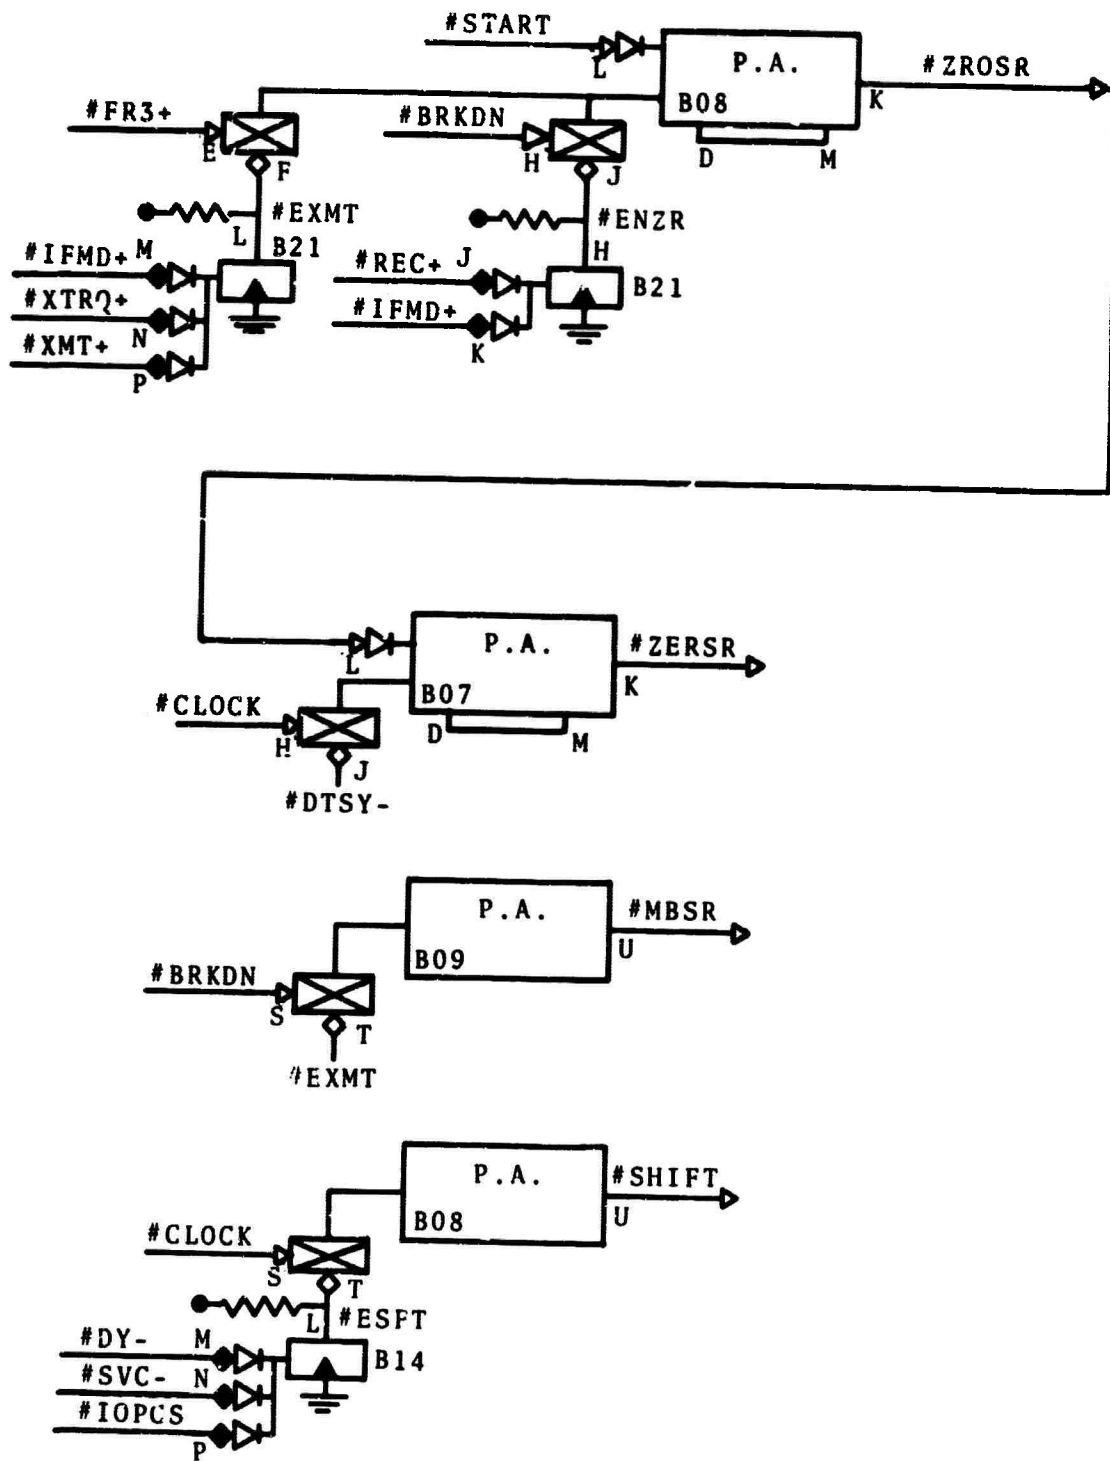 #START
L
P.A.
B08
#ZROSR
K
D
M
#FR3+
E
F
#BRKDN
H
J
#EXMT
L
B21
#ENZR
H
B21
#IFMD+
M
#XTRQ+
N
#XMT+
P
#REC+
J
#IFMD+
K
L
P.A.
B07
#ZERSR
K
D
M
#CLOCK
H
J
#DTSY-
P.A.
B09
#MBSR
U
#BRKDN
S
T
#EXMT
P.A.
B08
#SHIFT
U
#CLOCK
S
T
L
#ESFT
B14
#DY-
M
#SVC-
N
#IOPCS
P